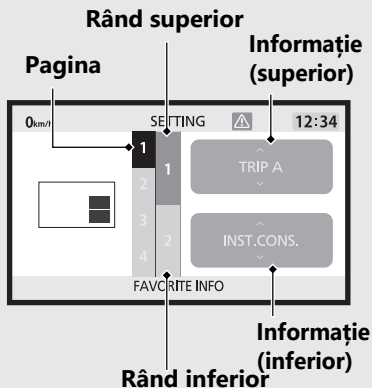 Rând superior
Informație
(superior)
Pagina
0km/h SETTING 12:34
1
1
TRIP A
2
3
2
INST.CONS.
4
FAVORITE INFO
Informație
(inferior)
Rând inferior